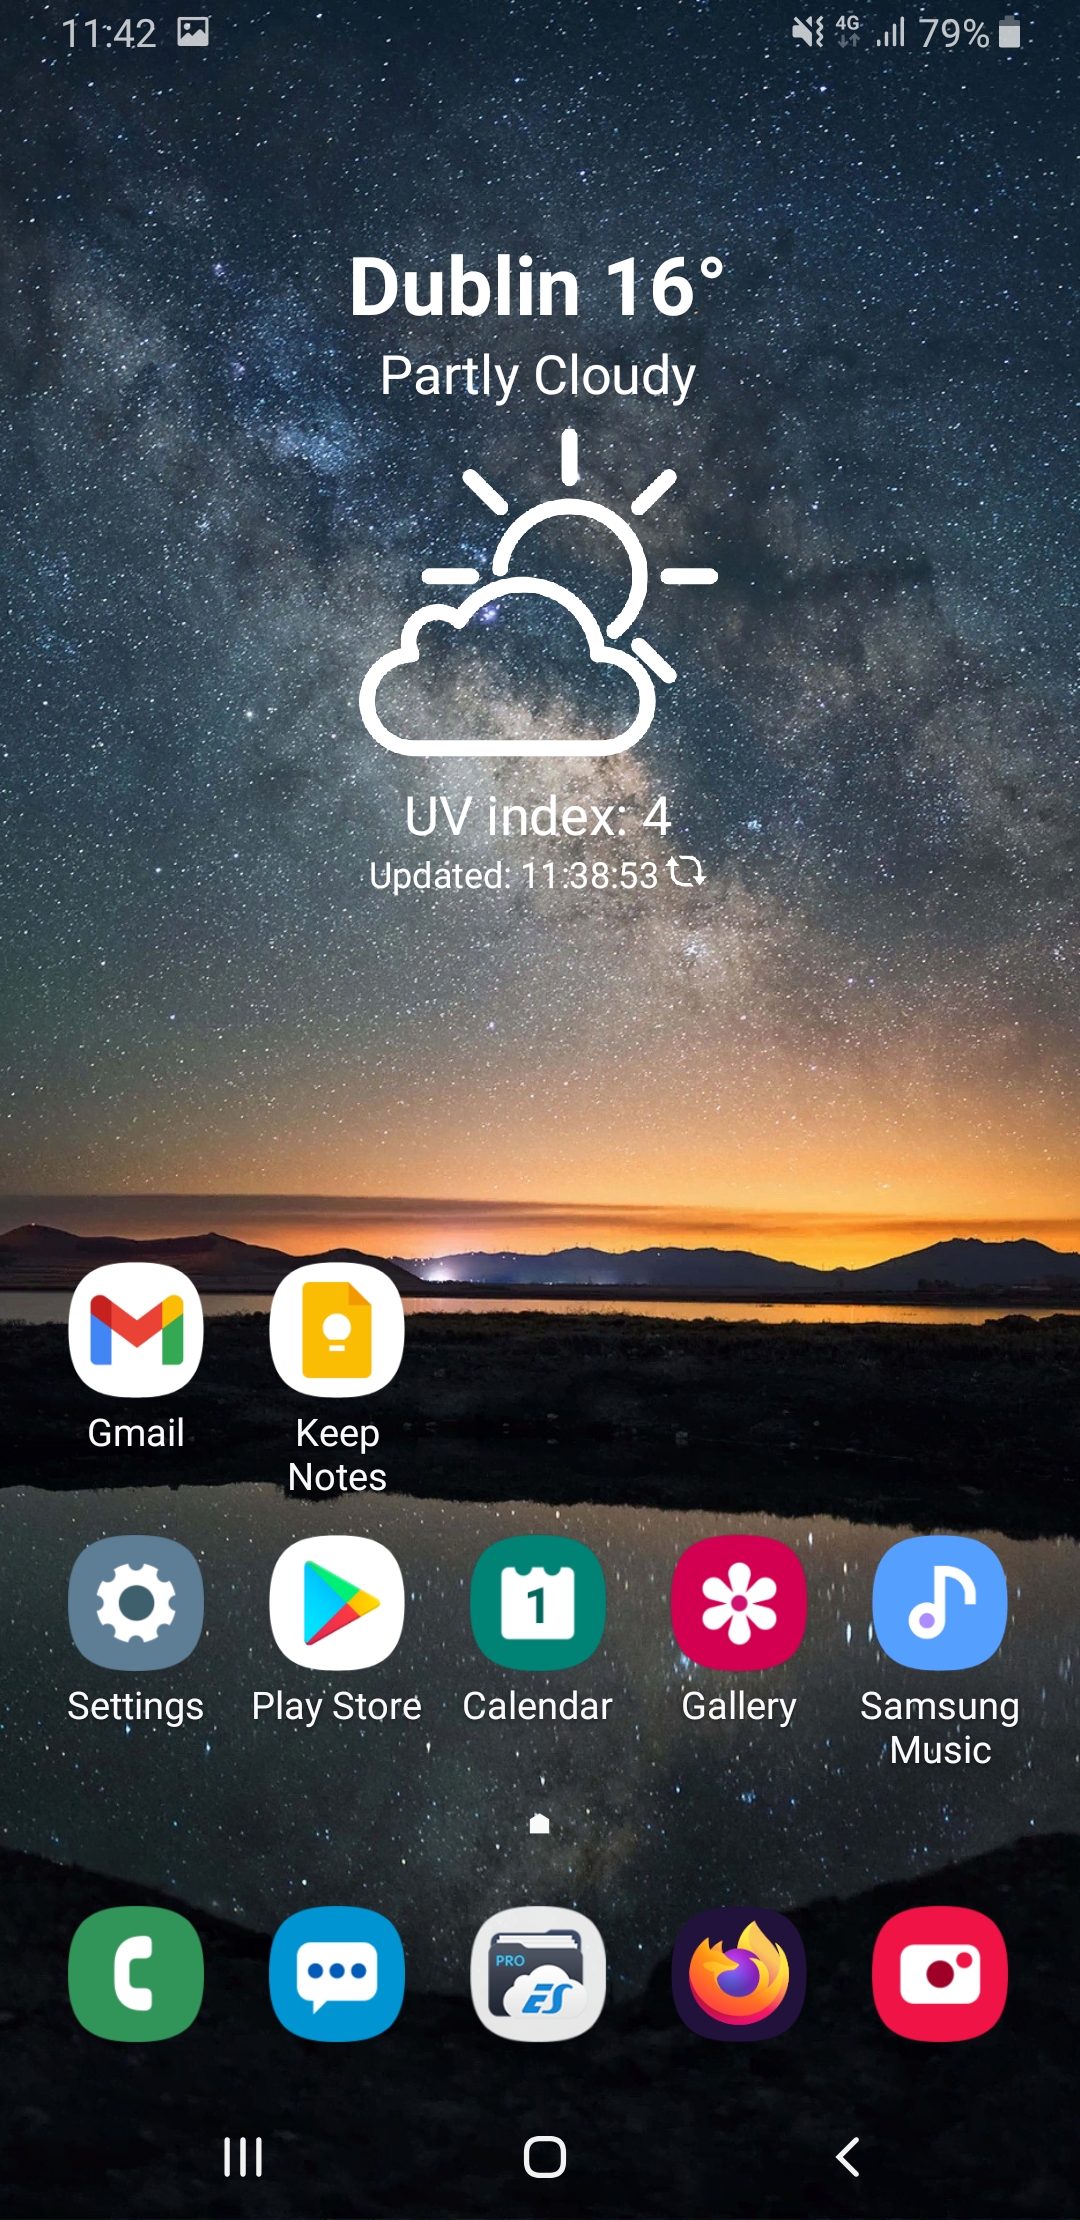 11:42
4G 79%
Dublin 16°
Partly Cloudy
UV index: 4
Updated: 11:38:53
Gmail
Keep
Notes
1
Settings
Play Store
Calendar
Gallery
Samsung
Music
PRO
ES